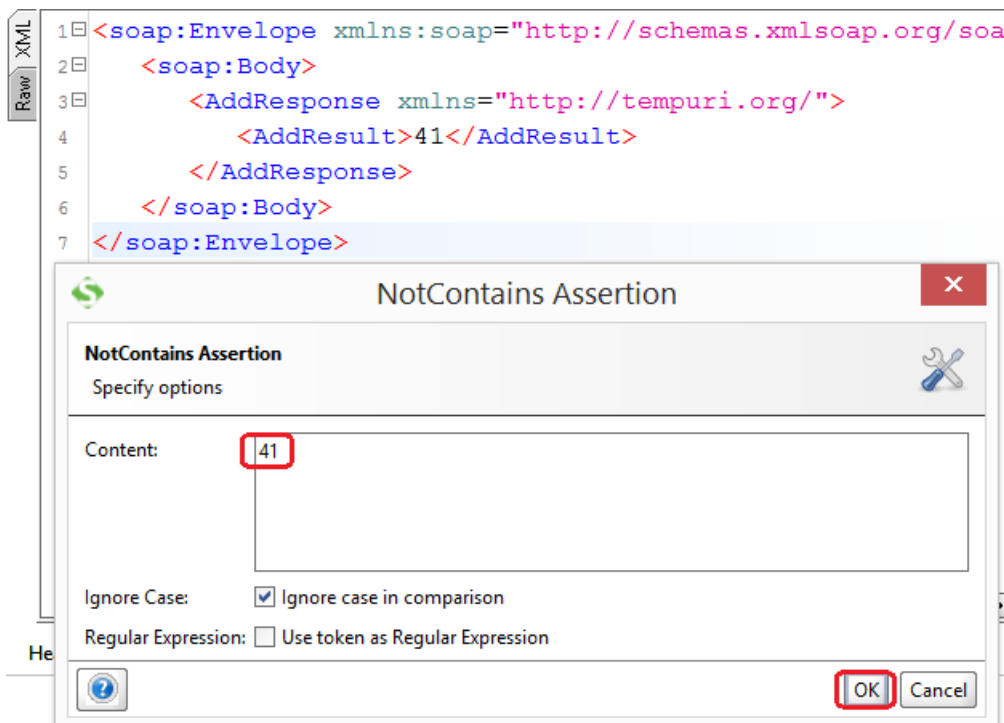 XML
Raw
1 <soap:Envelope xmlns:soap="http://schemas.xmlsoap.org/soa
2 <soap:Body>
3 <AddResponse xmlns="http://tempuri.org/">
4 <AddResult>41</AddResult>
5 </AddResponse>
6 </soap:Body>
7 </soap:Envelope>
NotContains Assertion
NotContains Assertion
Specify options
Content: 41
Ignore Case: Ignore case in comparison
Regular Expression: Use token as Regular Expression
He
OK Cancel